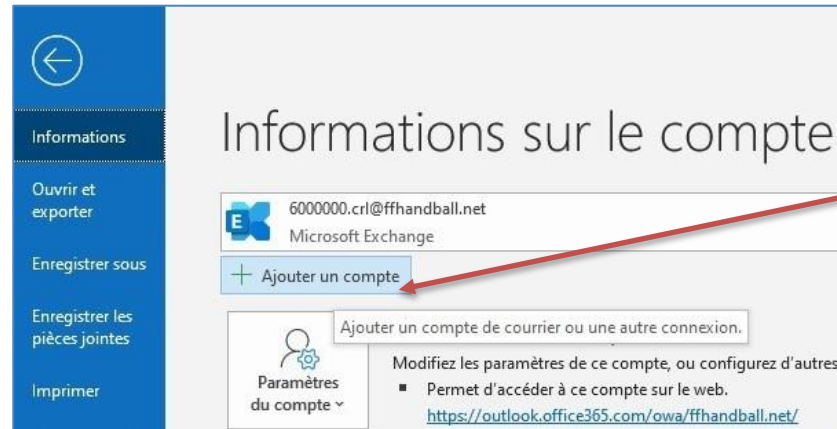 Informations
Ouvrir et
exporter
Enregistrer sous
Enregistrer les
pièces jointes
Imprimer
Informations sur le compte
E
6000000.crl@ffhandball.net
Microsoft Exchange
+ Ajouter un compte
Ajouter un compte de courrier ou une autre connexion.
Paramètres
du compte
Modifiez les paramètres de ce compte, ou configurez d'autres
▪ Permet d'accéder à ce compte sur le web.
https://outlook.office365.com/owa/ffhandball.net/